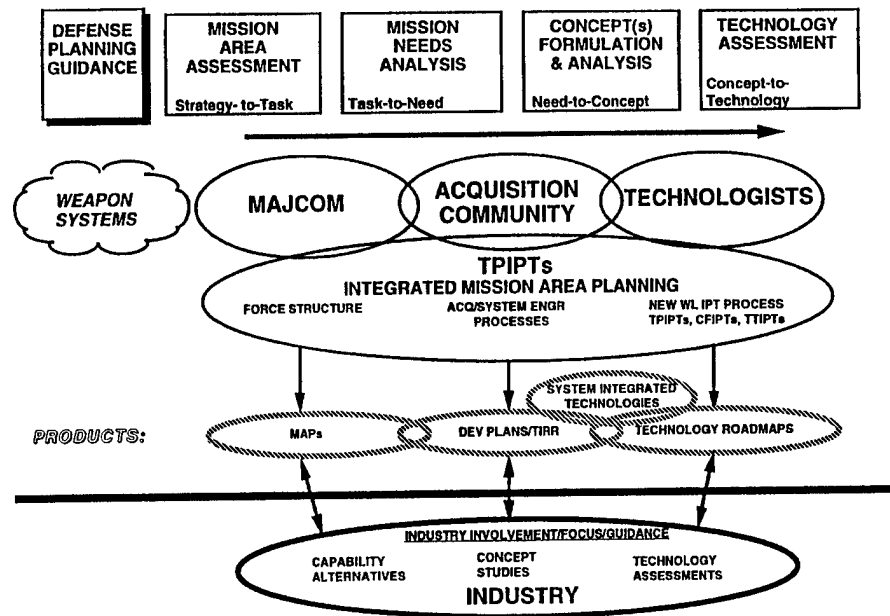 DEFENSE
PLANNING
GUIDANCE
MISSION
AREA
ASSESSMENT
Strategy- to-Task
MISSION
NEEDS
ANALYSIS
Task-to-Need
CONCEPT(s)
FORMULATION
& ANALYSIS
Need-to-Concept
TECHNOLOGY
ASSESSMENT
Concept-to-
Technology
WEAPON
SYSTEMS
MAJCOM
ACQUISITION
COMMUNITY
TECHNOLOGISTS
TPIPTs
INTEGRATED MISSION AREA PLANNING
FORCE STRUCTURE
ACQ/SYSTEM ENGR
PROCESSES
NEW WL IPT PROCESS
TPIPTs, CFIPTs, TTIPTs
SYSTEM INTEGRATED
TECHNOLOGIES
PRODUCTS:
MAPs
DEV PLANS/TIRR
TECHNOLOGY ROADMAPS
INDUSTRY INVOLVEMENT/FOCUS/GUIDANCE
CAPABILITY
ALTERNATIVES
CONCEPT
STUDIES
TECHNOLOGY
ASSESSMENTS
INDUSTRY